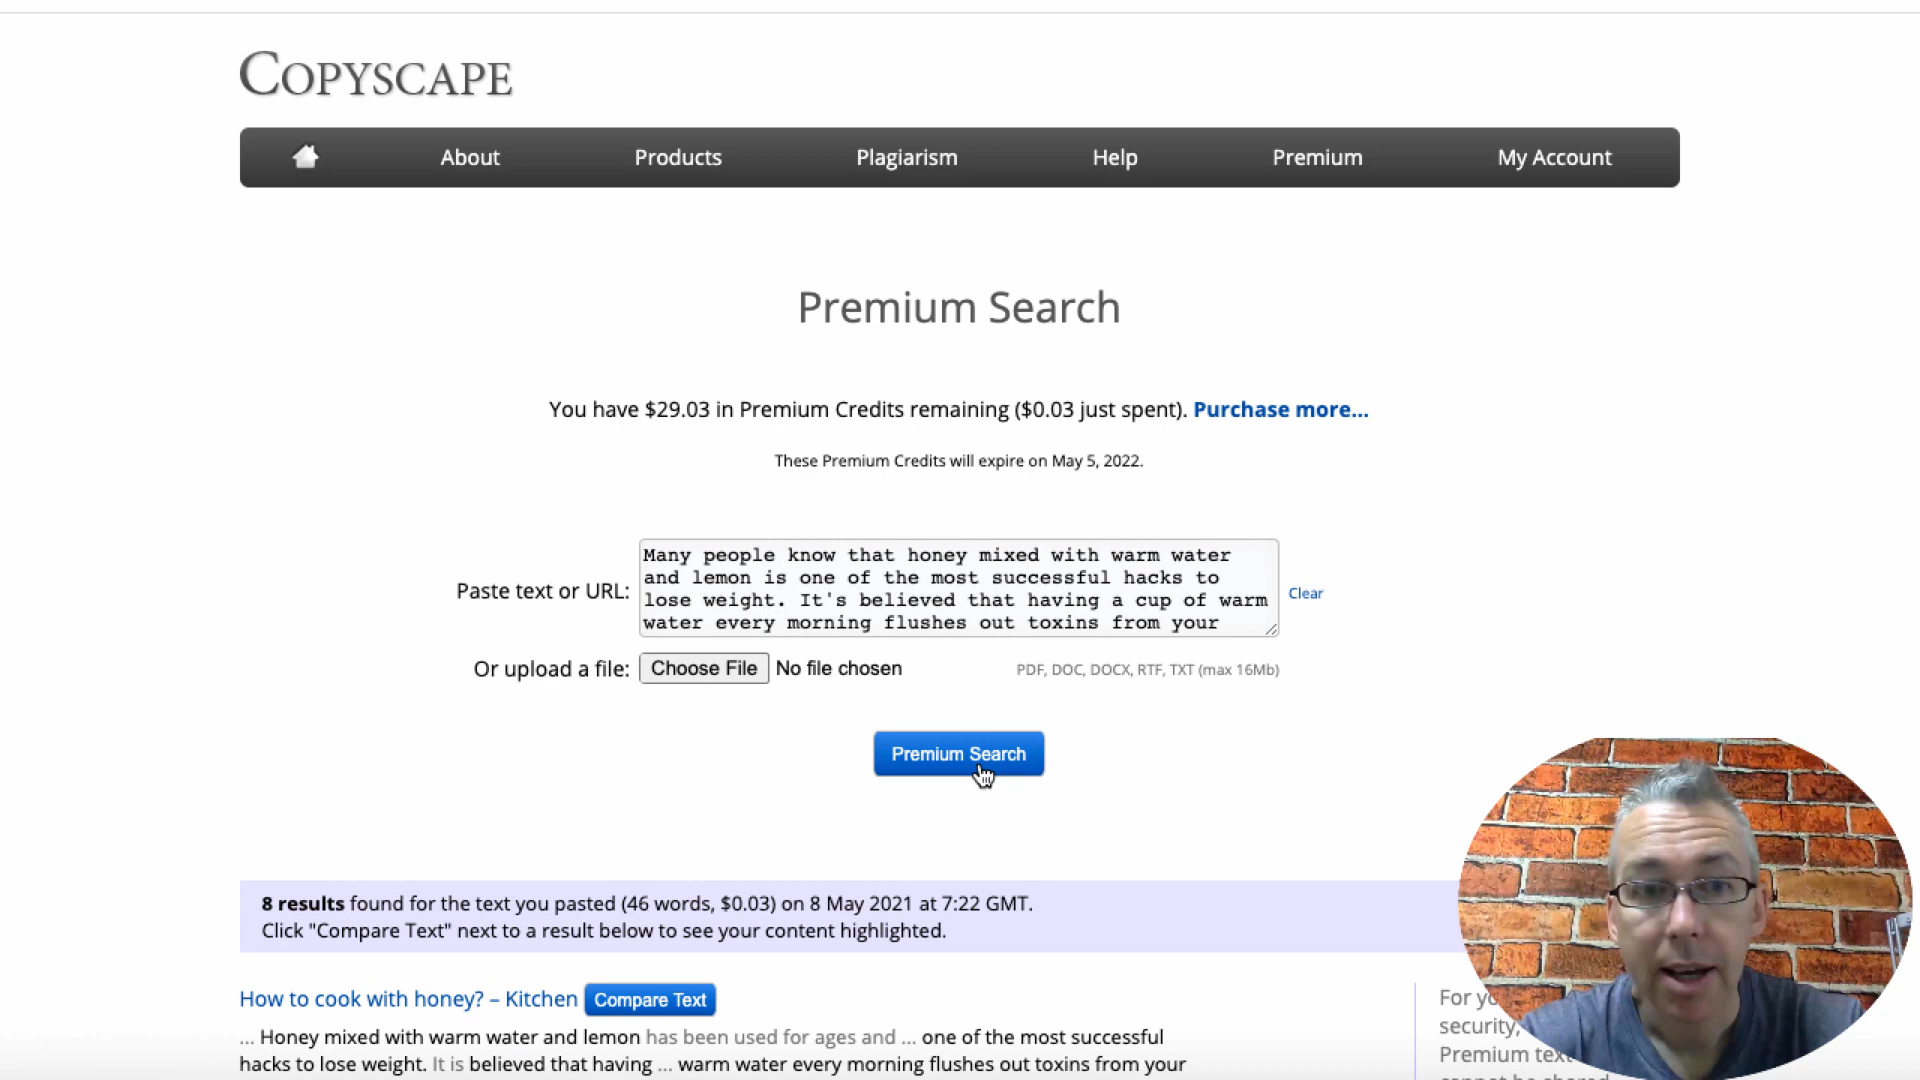 COPYSCAPE
About Products Plagiarism Help Premium My Account
Premium Search
You have $29.03 in Premium Credits remaining ($0.03 just spent). Purchase more...
These Premium Credits will expire on May 5, 2022.
Paste text or URL:
Many people know that honey mixed with warm water
and lemon is one of the most successful hacks to
lose weight. It's believed that having a cup of warm
water every morning flushes out toxins from your
Clear
Or upload a file: Choose File No file chosen PDF, DOC, DOCX, RTF, TXT (max 16Mb)
Premium Search
8 results found for the text you pasted (46 words, $0.03) on 8 May 2021 at 7:22 GMT.
Click "Compare Text" next to a result below to see your content highlighted.
How to cook with honey? – Kitchen Compare Text
... Honey mixed with warm water and lemon has been used for ages and ... one of the most successful
hacks to lose weight. It is believed that having ... warm water every morning flushes out toxins from your
For
security,
Premium